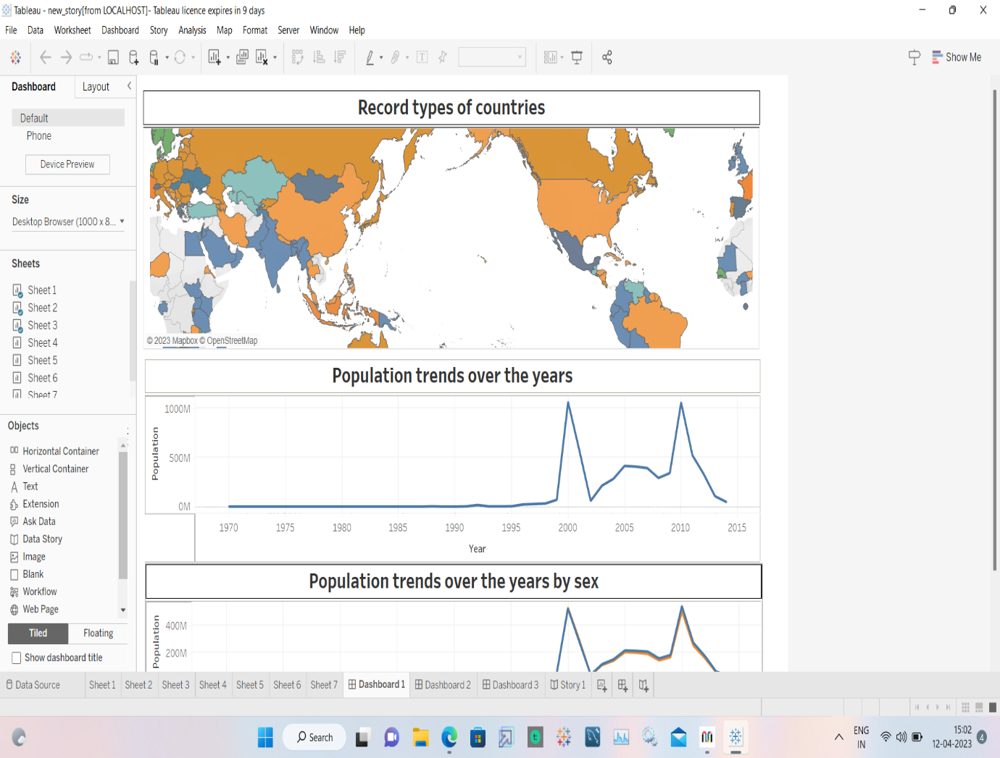 Tableau - new_story[from LOCALHOST]- Tableau licence expires in 9 days
File Data Worksheet Dashboard Story Analysis Map Format Server Window Help
Show Me
Dashboard Layout
Default
Phone
Device Preview
Size
Desktop Browser (1000 x 8...
Sheets
Sheet 1
Sheet 2
Sheet 3
Sheet 4
Sheet 5
Sheet 6
Sheet 7
Objects
Horizontal Container
Vertical Container
Text
Extension
Ask Data
Data Story
Image
Blank
Workflow
Web Page
Tiled Floating
Show dashboard title
Record types of countries
© 2023 Mapbox © OpenStreetMap
Population trends over the years
1000M
500M
0M
Population
1970 1975 1980 1985 1990 1995 2000 2005 2010 2015
Year
Population trends over the years by sex
400M
200M
Population
Data Source Sheet 1 Sheet 2 Sheet 3 Sheet 4 Sheet 5 Sheet 6 Sheet 7 Dashboard 1 Dashboard 2 Dashboard 3 Story 1
Search
ENG
IN
15:02
12-04-2023
4